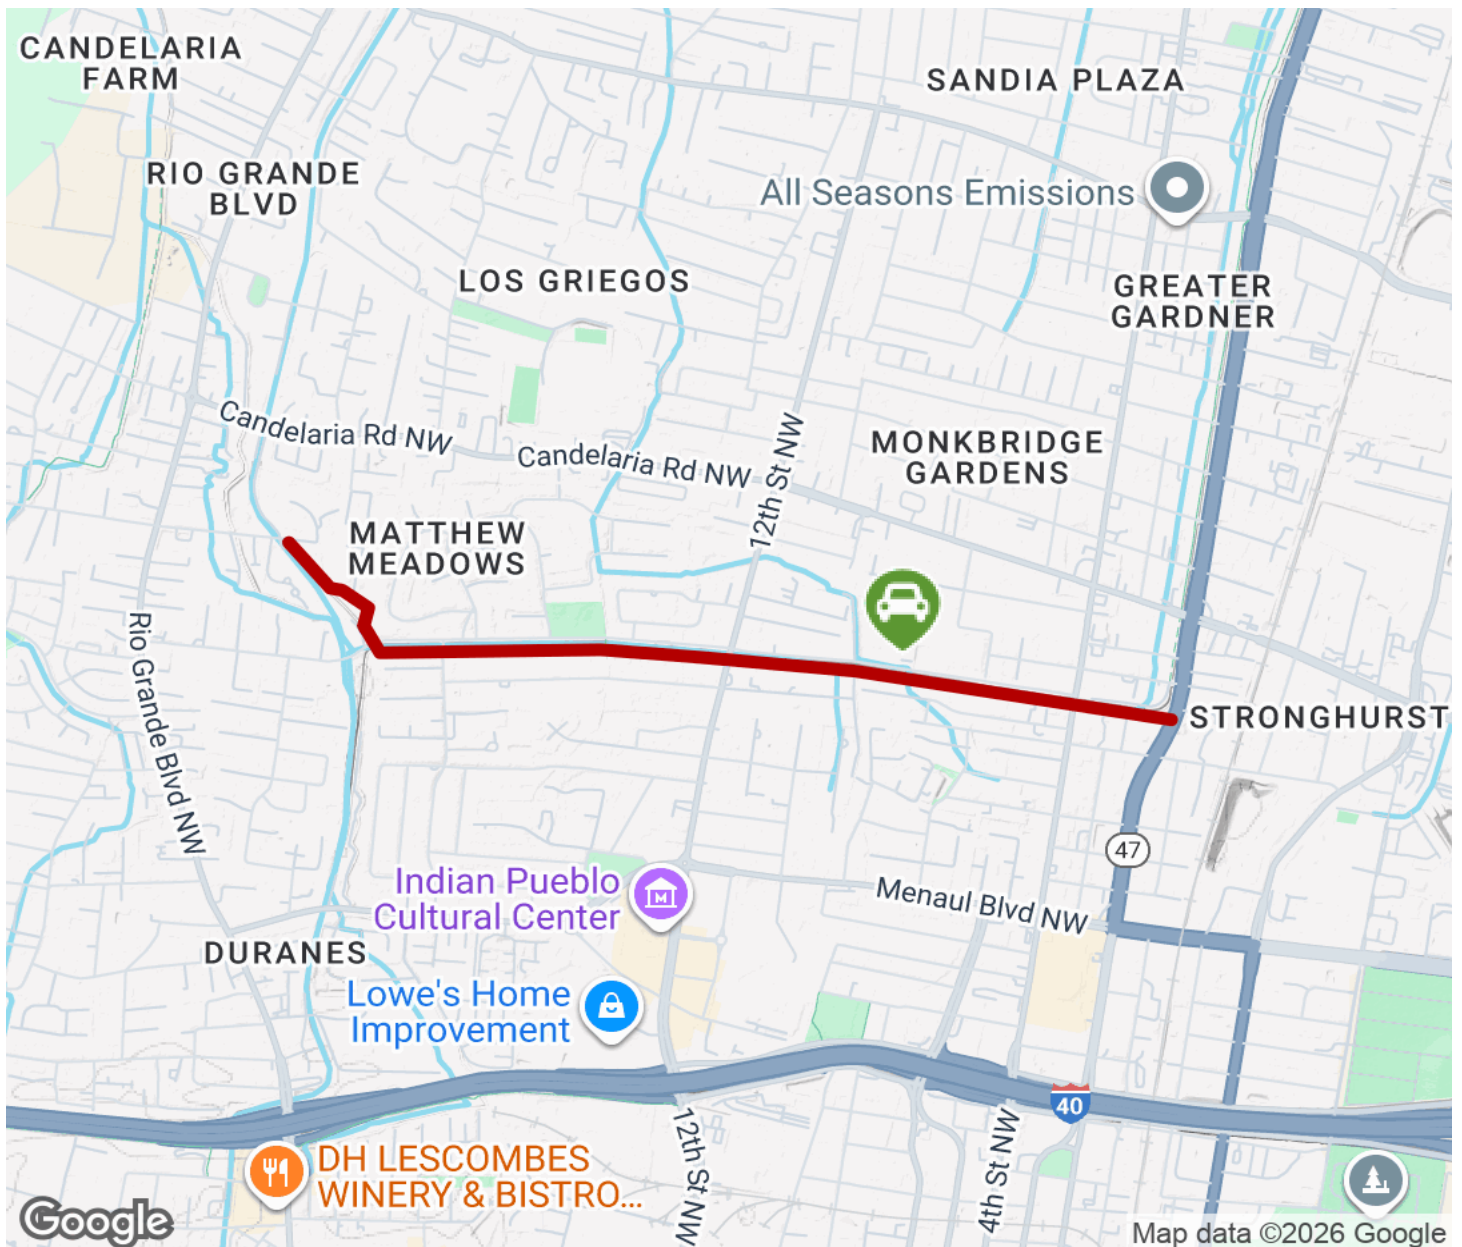 CANDELARIA
FARM
SANDIA PLAZA
RIO GRANDE
BLVD
All Seasons Emissions
LOS GRIEGOS
GREATER
GARDNER
Candelaria Rd NW
Candelaria Rd NW
12th St NW
MONKBRIDGE
GARDENS
MATTHEW
MEADOWS
Rio Grande Blvd NW
STRONGHURST
47
Indian Pueblo
Cultural Center
Menaul Blvd NW
DURANES
Lowe's Home
Improvement
40
12th St NW
4th St NW
DH LESCOMBES
WINERY & BISTRO...
Google
Map data ©2026 Google